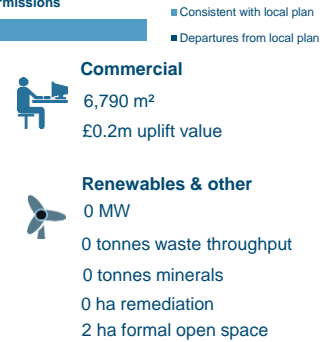 Consistent with local plan
Departures from local plan
Commercial
6,790 m²
£0.2m uplift value
Renewables & other
0 MW
0 tonnes waste throughput
0 tonnes minerals
0 ha remediation
2 ha formal open space